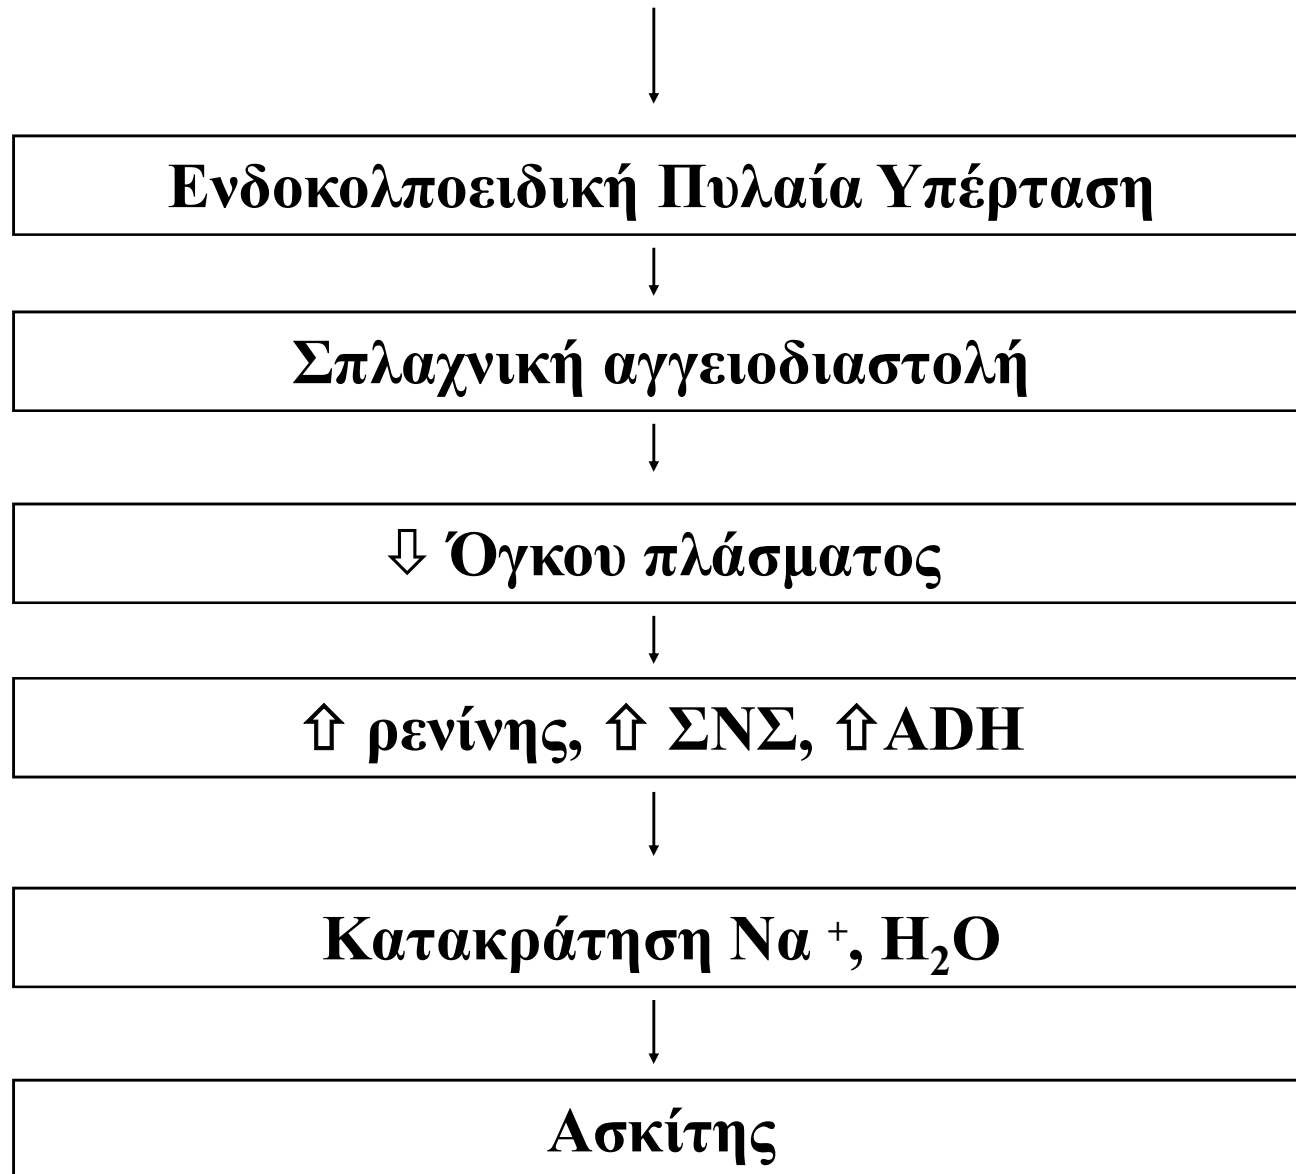 Ενδοκολποειδική Πυλαία Υπέρταση
Σπλαχνική αγγειοδιαστολή
⇩ Όγκου πλάσματος
⇧ ρενίνης, ⇧ ΣΝΣ, ⇧ADH
Κατακράτηση Να ⁺, H₂O
Ασκίτης